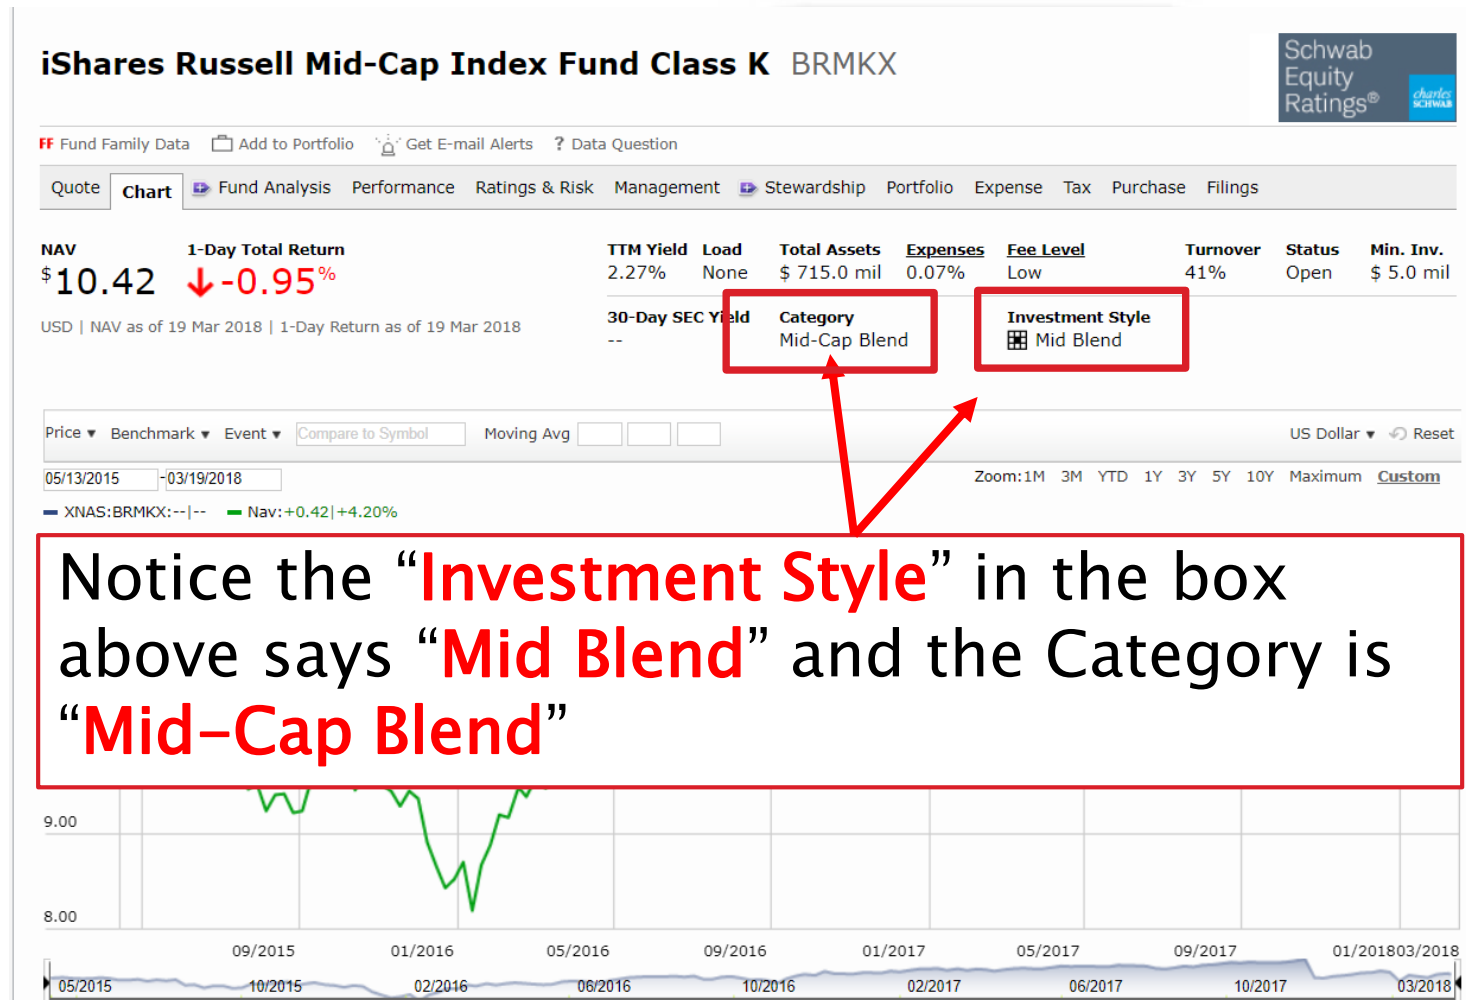 iShares Russell Mid-Cap Index Fund Class K BRMKX
Schwab
Equity
Ratings®
charles
SCHWAB
FF Fund Family Data Add to Portfolio Get E-mail Alerts ? Data Question
Quote Chart Fund Analysis Performance Ratings & Risk Management Stewardship Portfolio Expense Tax Purchase Filings
NAV 1-Day Total Return TTM Yield Load Total Assets Expenses Fee Level Turnover Status Min. Inv.
$10.42 ↓-0.95% 2.27% None $ 715.0 mil 0.07% Low 41% Open $ 5.0 mil
USD | NAV as of 19 Mar 2018 | 1-Day Return as of 19 Mar 2018
30-Day SEC Yield Category Investment Style
-- Mid-Cap Blend Mid Blend
Price ▼ Benchmark ▼ Event ▼ Compare to Symbol Moving Avg US Dollar ▼ Reset
05/13/2015 -03/19/2018 Zoom:1M 3M YTD 1Y 3Y 5Y 10Y Maximum Custom
XNAS:BRMKX:--|-- Nav:+0.42|+4.20%
Notice the “Investment Style” in the box
above says “Mid Blend” and the Category is
“Mid-Cap Blend”
9.00
8.00
09/2015 01/2016 05/2016 09/2016 01/2017 05/2017 09/2017 01/201803/2018
05/2015 10/2015 02/2016 06/2016 10/2016 02/2017 06/2017 10/2017 03/2018